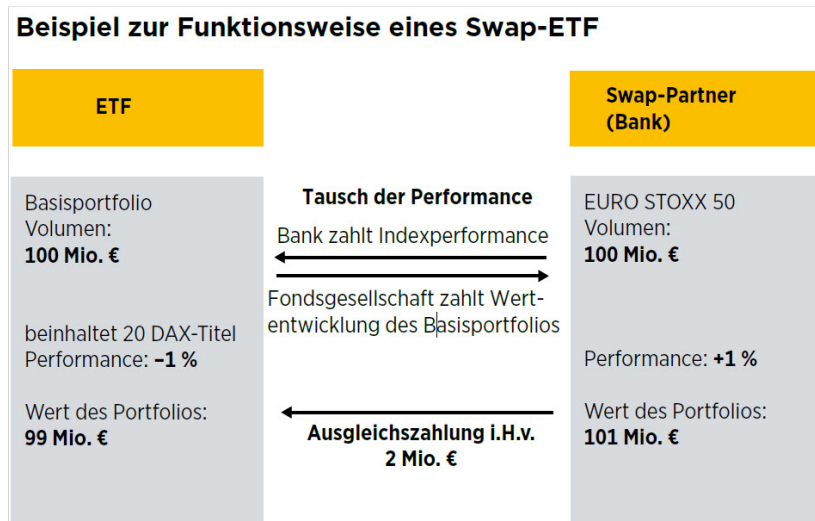 Beispiel zur Funktionsweise eines Swap-ETF
ETF
Swap-Partner
(Bank)
Basisportfolio
Volumen:
100 Mio. €
beinhaltet 20 DAX-Titel
Performance: –1 %
Wert des Portfolios:
99 Mio. €
Tausch der Performance
Bank zahlt Indexperformance
Fondsgesellschaft zahlt Wert-
entwicklung des Basisportfolios
Ausgleichszahlung i.H.v.
2 Mio. €
EURO STOXX 50
Volumen:
100 Mio. €
Performance: +1 %
Wert des Portfolios:
101 Mio. €